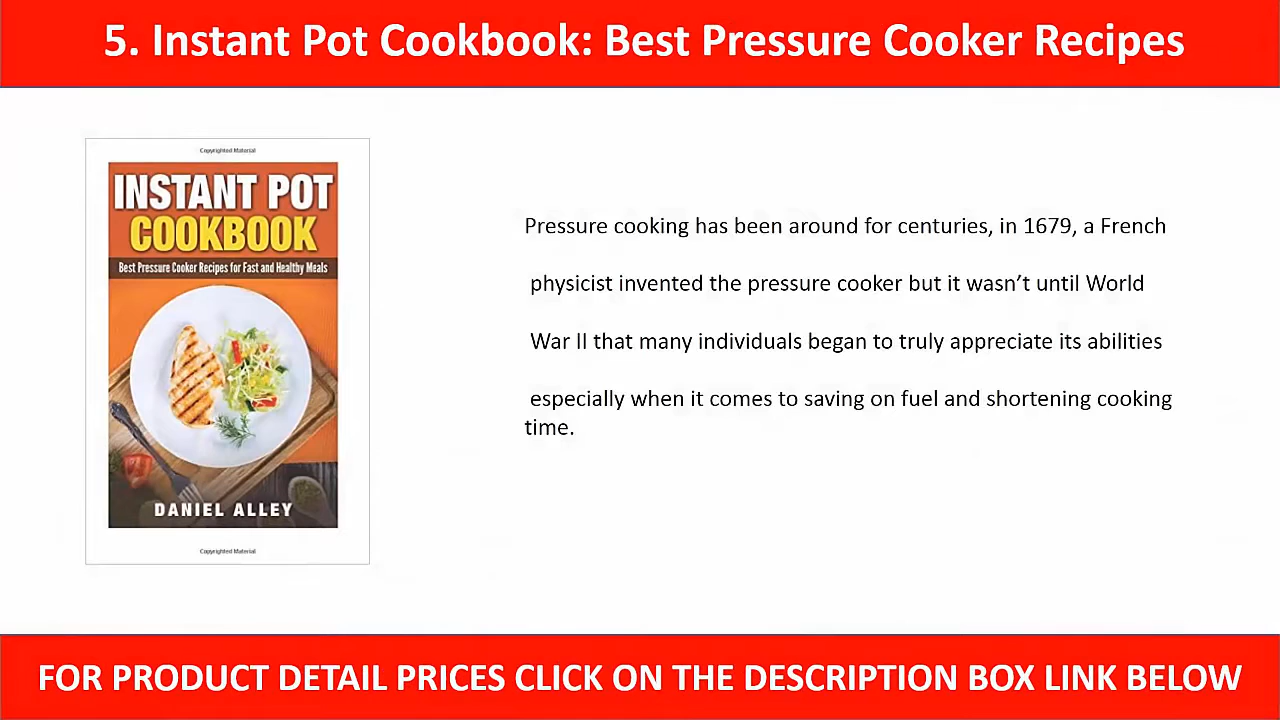 5. Instant Pot Cookbook: Best Pressure Cooker Recipes
Copyrighted Material
INSTANT POT
COOKBOOK
Best Pressure Cooker Recipes for Fast and Healthy Meals
DANIEL ALLEY
Copyrighted Material
Pressure cooking has been around for centuries, in 1679, a French
physicist invented the pressure cooker but it wasn’t until World
War II that many individuals began to truly appreciate its abilities
especially when it comes to saving on fuel and shortening cooking
time.
FOR PRODUCT DETAIL PRICES CLICK ON THE DESCRIPTION BOX LINK BELOW